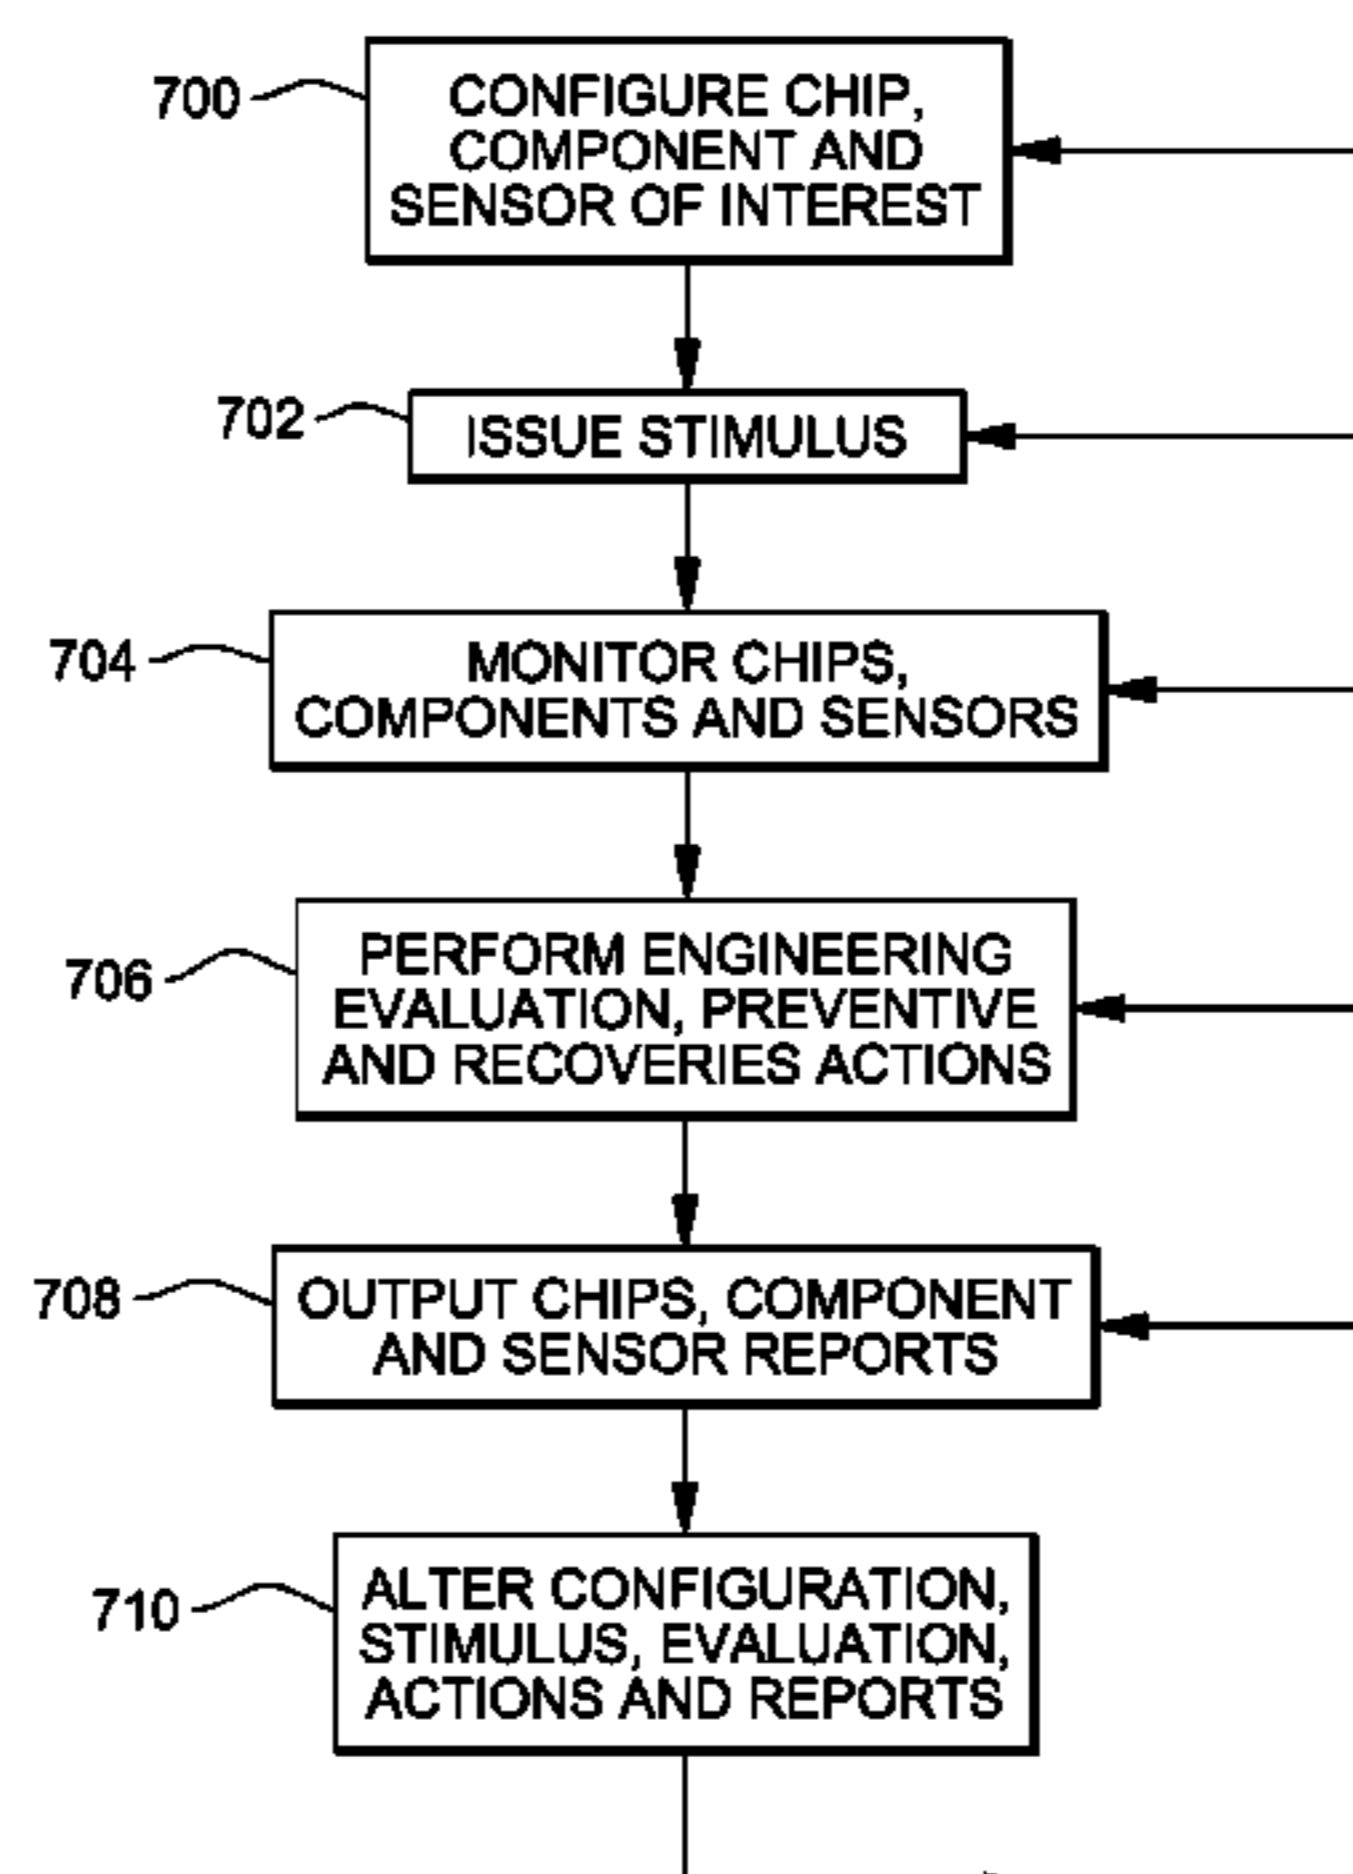 700
CONFIGURE CHIP,
COMPONENT AND
SENSOR OF INTEREST
702
ISSUE STIMULUS
704
MONITOR CHIPS,
COMPONENTS AND SENSORS
706
PERFORM ENGINEERING
EVALUATION, PREVENTIVE
AND RECOVERIES ACTIONS
708
OUTPUT CHIPS, COMPONENT
AND SENSOR REPORTS
710
ALTER CONFIGURATION,
STIMULUS, EVALUATION,
ACTIONS AND REPORTS